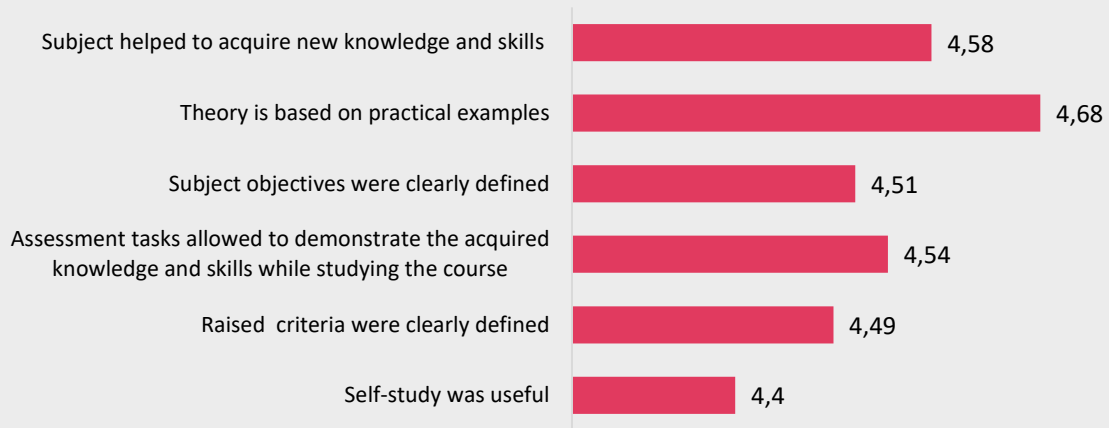 Subject helped to acquire new knowledge and skills 4,58
Theory is based on practical examples 4,68
Subject objectives were clearly defined 4,51
Assessment tasks allowed to demonstrate the acquired
knowledge and skills while studying the course 4,54
Raised  criteria were clearly defined 4,49
Self-study was useful 4,4